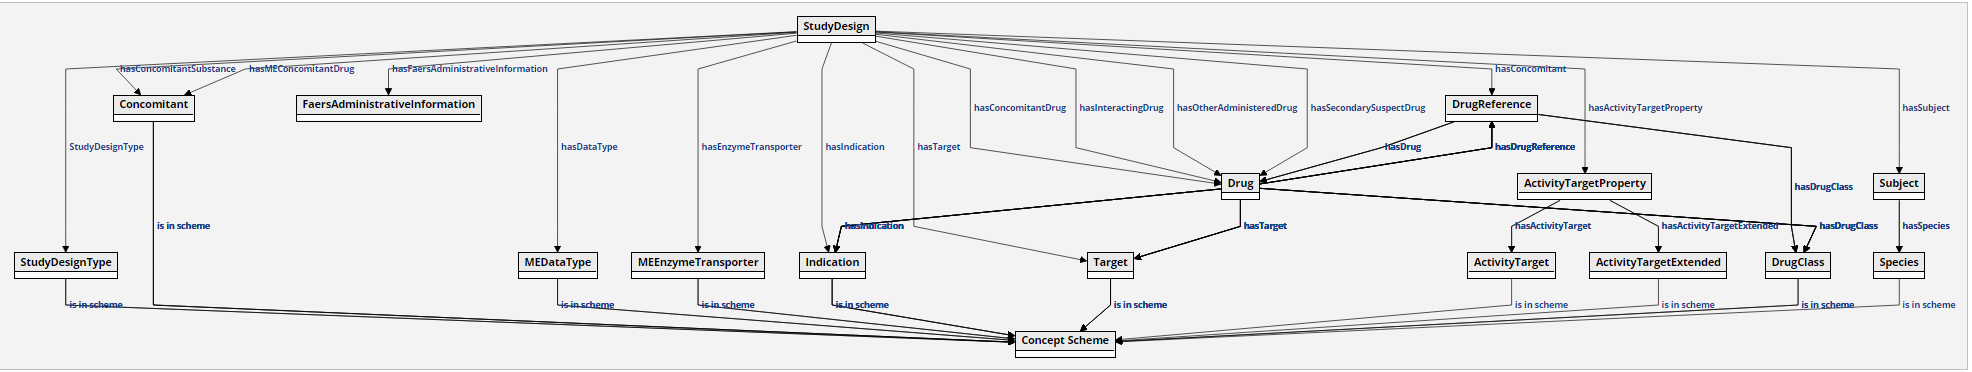 StudyDesign
hasConcomitantSubstance
hasMEConcomitantDrug
hasFaersAdministrativeInformation
hasConcomitant
Concomitant
FaersAdministrativeInformation
hasConcomitantDrug
hasInteractingDrug
hasOtherAdministeredDrug
hasSecondarySuspectDrug
DrugReference
hasActivityTargetProperty
hasSubject
StudyDesignType
hasDataType
hasEnzymeTransporter
hasIndication
hasTarget
hasDrug
hasDrugReference
Drug
ActivityTargetProperty
hasDrugClass
Subject
is in scheme
hasIndication
hasTarget
hasActivityTarget
hasActivityTargetExtended
hasDrugClass
hasSpecies
StudyDesignType
MEDataType
MEEnzymeTransporter
Indication
Target
ActivityTarget
ActivityTargetExtended
DrugClass
Species
is in scheme
is in scheme
is in scheme
is in scheme
is in scheme
is in scheme
is in scheme
is in scheme
is in scheme
Concept Scheme